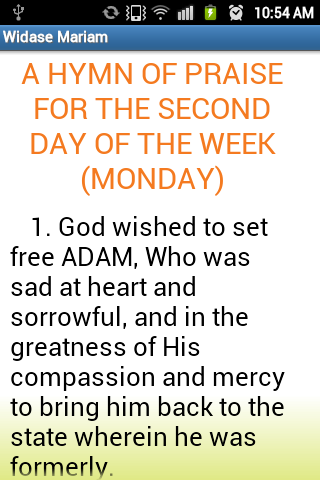 10:54 AM
Widase Mariam
A HYMN OF PRAISE
FOR THE SECOND
DAY OF THE WEEK
(MONDAY)
1. God wished to set
free ADAM, Who was
sad at heart and
sorrowful, and in the
greatness of His
compassion and mercy
to bring him back to the
state wherein he was
formerly.